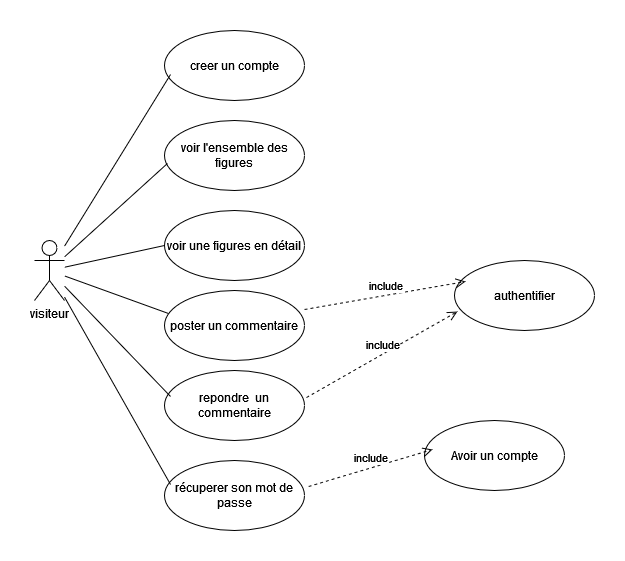 creer un compte
voir l'ensemble des
figures
voir une figures en détail
visiteur
poster un commentaire
include
authentifier
include
repondre un
commentaire
include
Avoir un compte
récuperer son mot de
passe